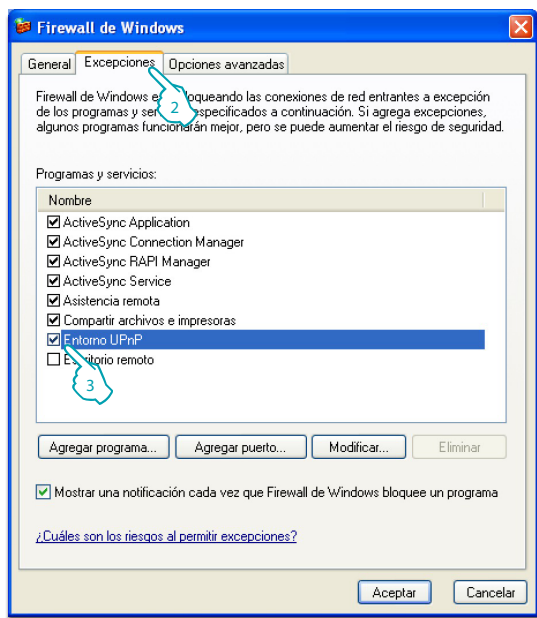 Firewall de Windows
General Excepciones Opciones avanzadas
2
Firewall de Windows bloqueando las conexiones de red entrantes a excepción
de los programas y especificados a continuación. Si agrega excepciones,
algunos programas funcionarán mejor, pero se puede aumentar el riesgo de seguridad.
Programas y servicios:
Nombre
ActiveSync Application
ActiveSync Connection Manager
ActiveSync RAPI Manager
ActiveSync Service
Asistencia remota
Compartir archivos e impresoras
Entorno UPnP
Escritorio remoto
3
Agregar programa... Agregar puerto... Modificar... Eliminar
Mostrar una notificación cada vez que Firewall de Windows bloquee un programa
¿Cuáles son los riesgos al permitir excepciones?
Aceptar Cancelar